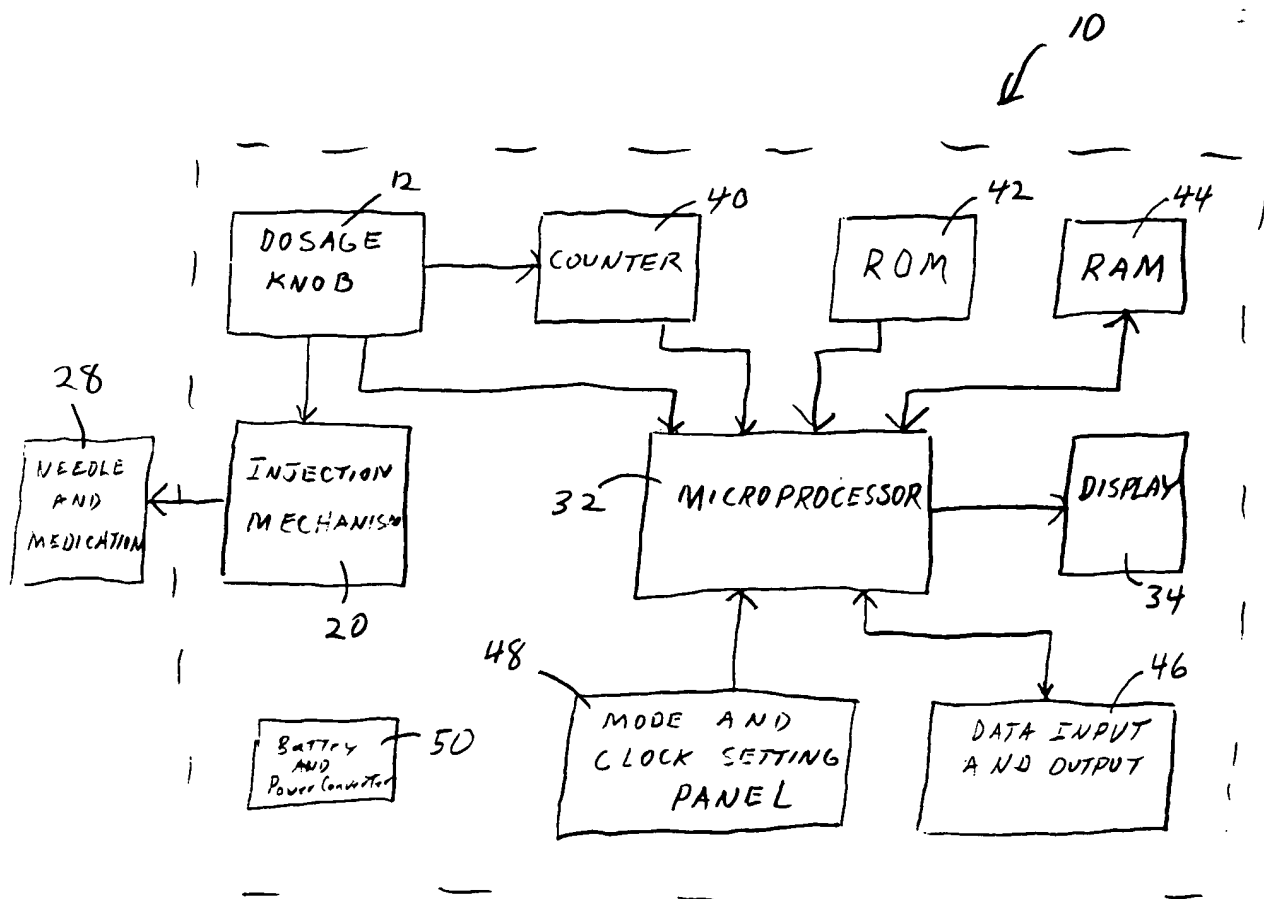 10
12
DOSAGE
KNOB
40
COUNTER
42
ROM
44
RAM
28
NEEDLE
AND
MEDICATION
INJECTION
MECHANISM
20
32
MICROPROCESSOR
DISPLAY
34
48
MODE AND
CLOCK SETTING
PANEL
46
DATA INPUT
AND OUTPUT
Battry
AND
Power Converter
50